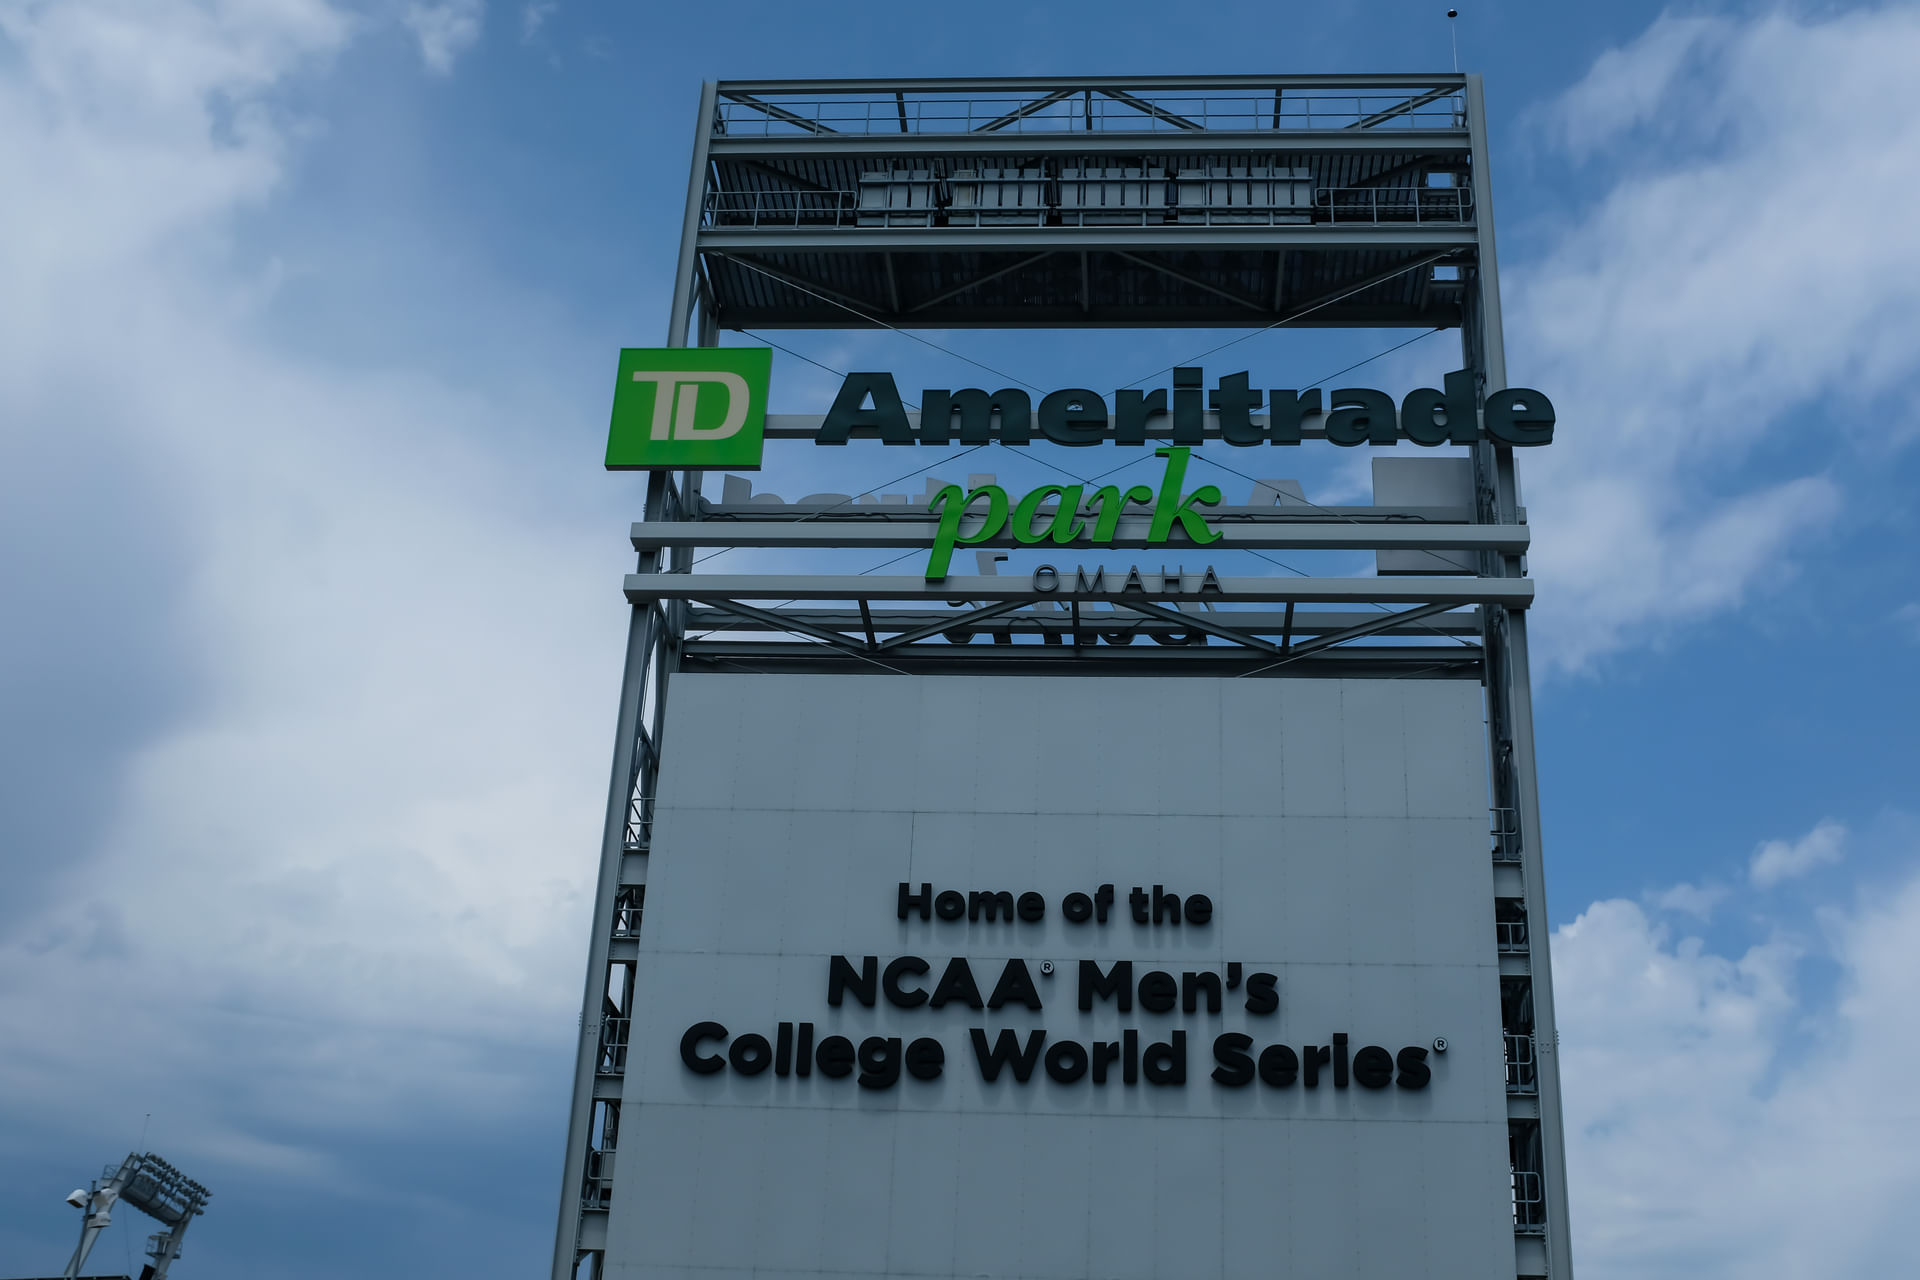 TD Ameritrade
park
OMAHA
Home of the
NCAA® Men's
College World Series®